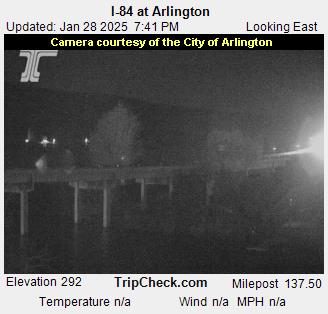 I-84 at Arlington
Updated: Jan 28 2025 7:41 PM Looking East
Camera courtesy of the City of Arlington
Elevation 292 TripCheck.com Milepost 137.50
Temperature n/a Wind n/a MPH n/a